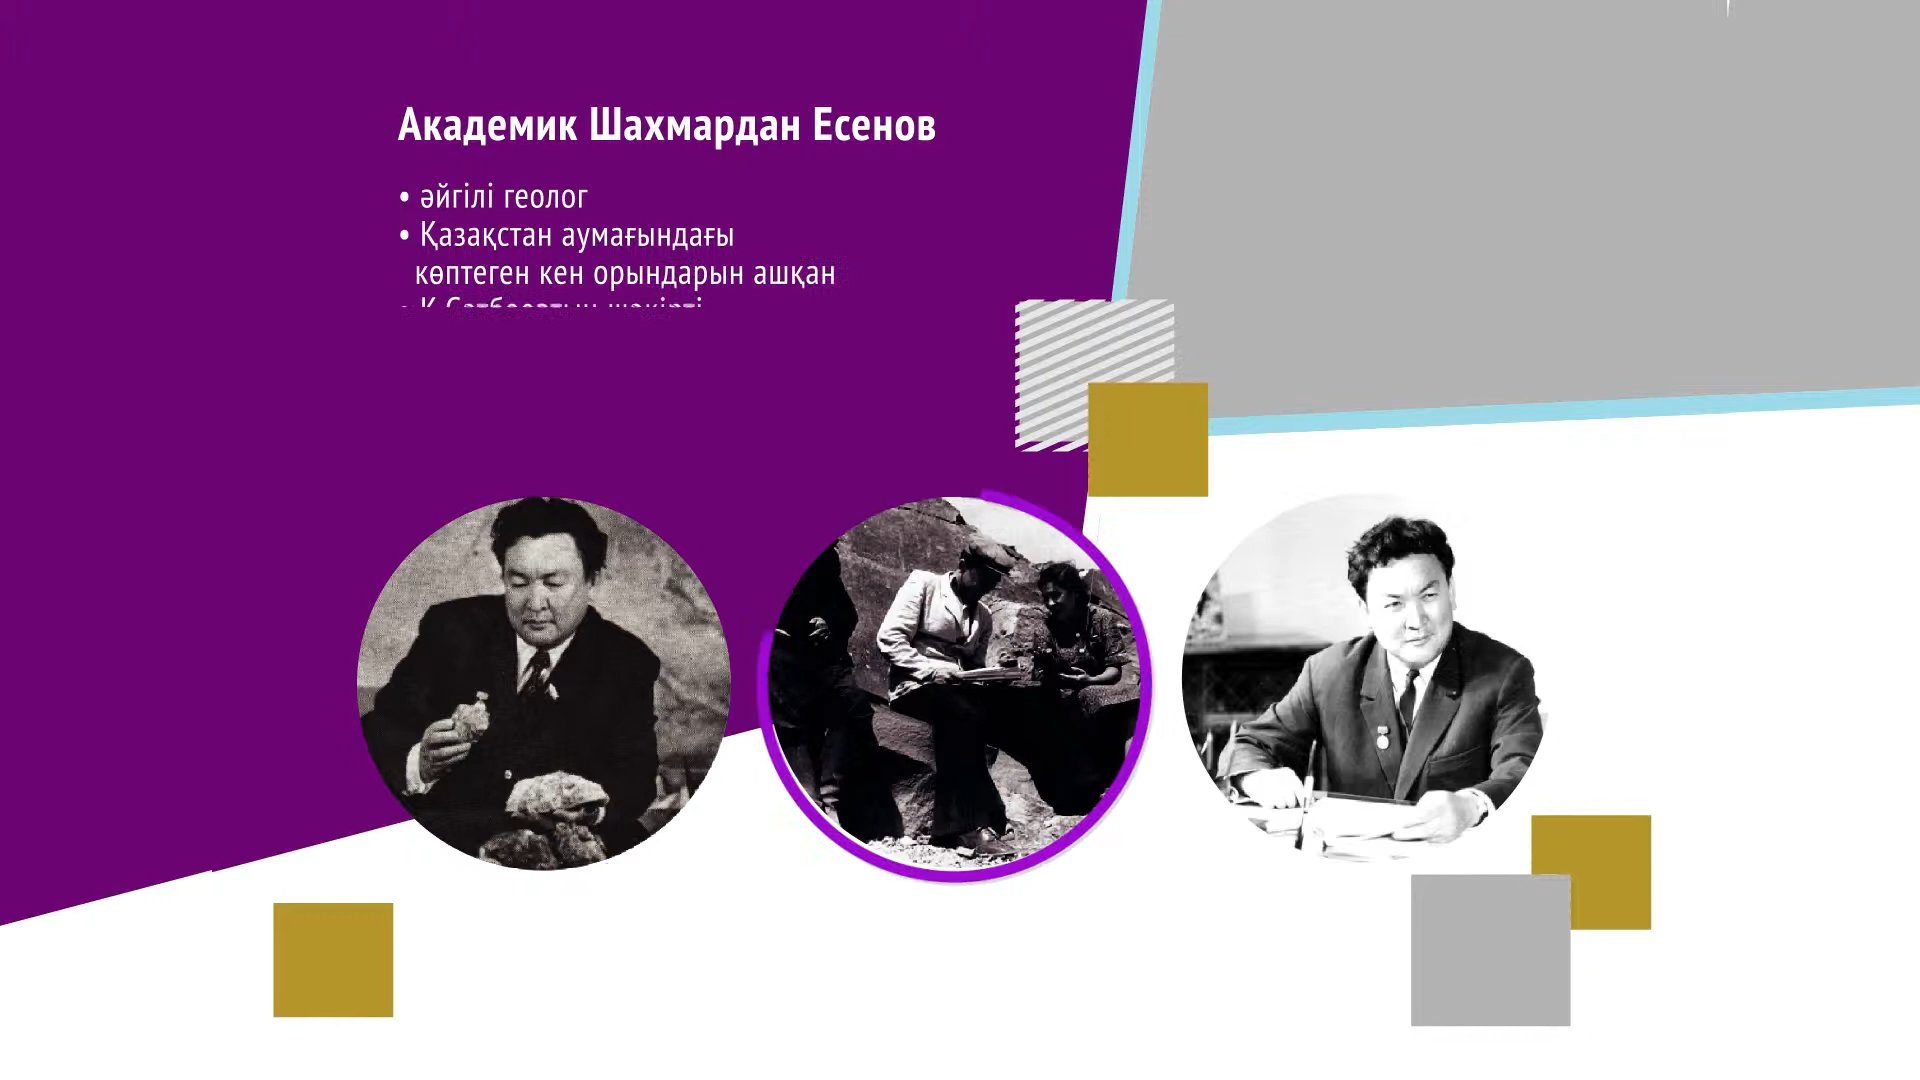 Академик Шахмардан Есенов
• әйгілі геолог
• Қазақстан аумағындағы
көптеген кен орындарын ашқан